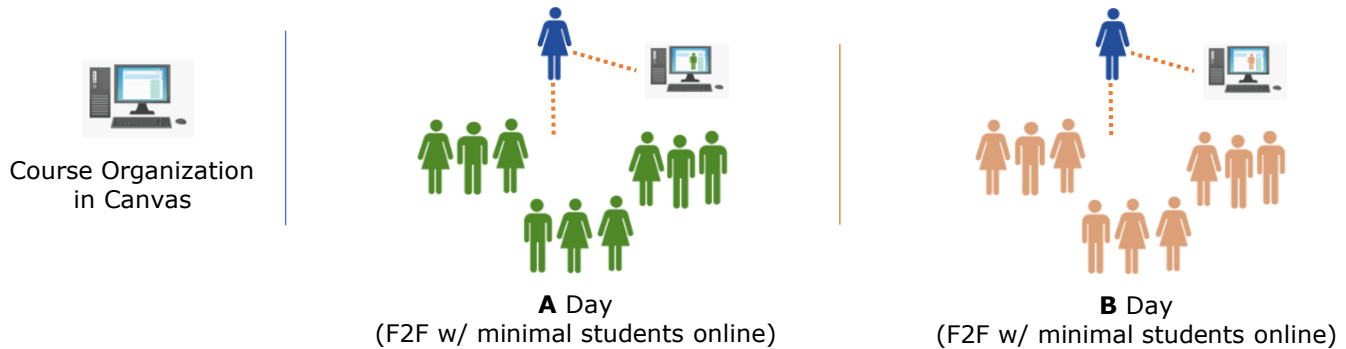 Course Organization
in Canvas
A Day
(F2F w/ minimal students online)
B Day
(F2F w/ minimal students online)